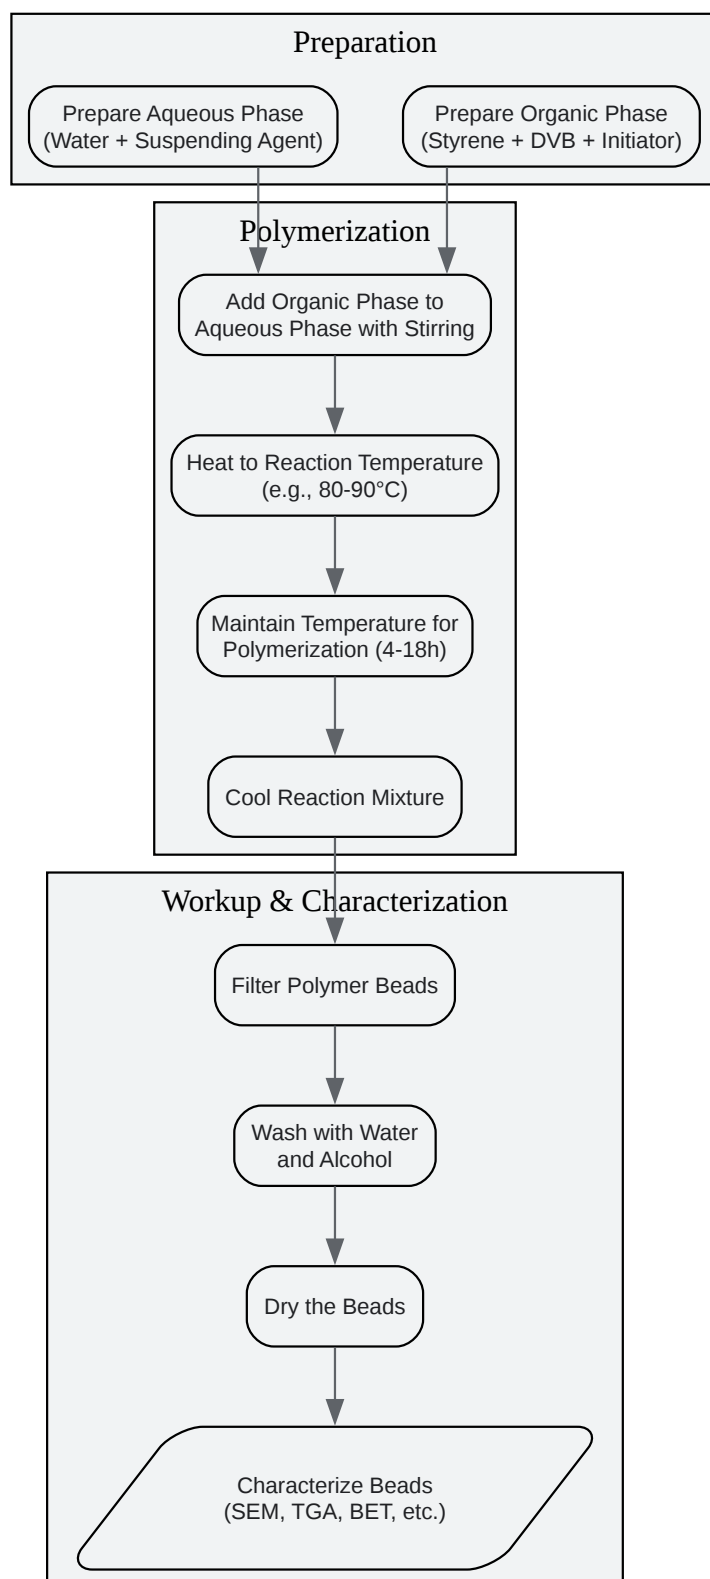 Preparation
Prepare Aqueous Phase
(Water + Suspending Agent)
Prepare Organic Phase
(Styrene + DVB + Initiator)
Polymerization
Add Organic Phase to
Aqueous Phase with Stirring
Heat to Reaction Temperature
(e.g., 80-90°C)
Maintain Temperature for
Polymerization (4-18h)
Cool Reaction Mixture
Workup & Characterization
Filter Polymer Beads
Wash with Water
and Alcohol
Dry the Beads
Characterize Beads
(SEM, TGA, BET, etc.)